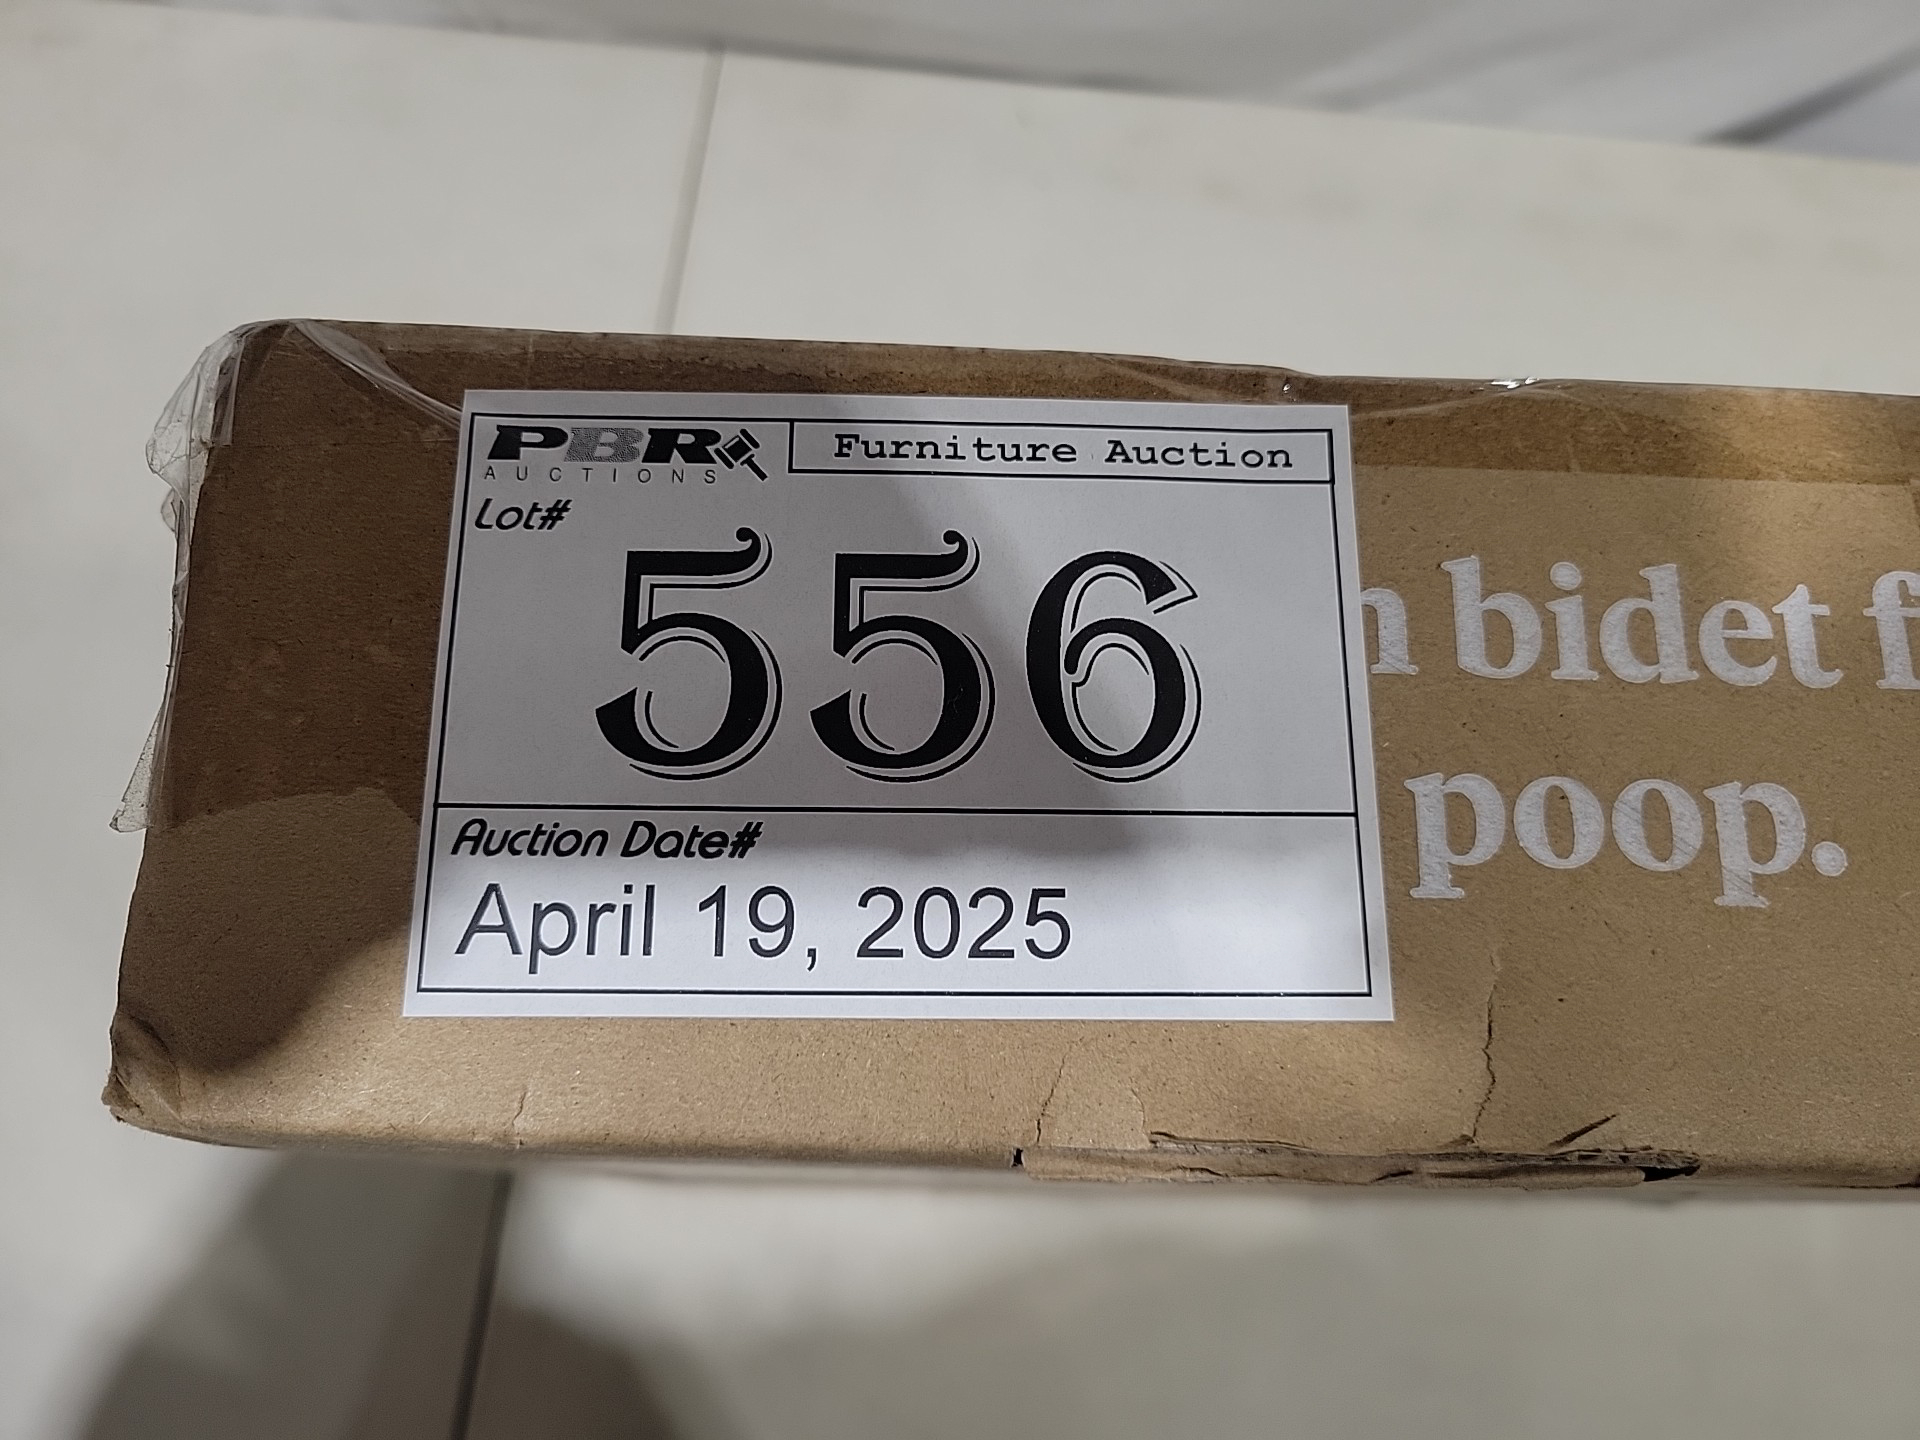 PBR
AUCTIONS
Furniture Auction
Lot#
556
Auction Date#
April 19, 2025
bidet
poop.